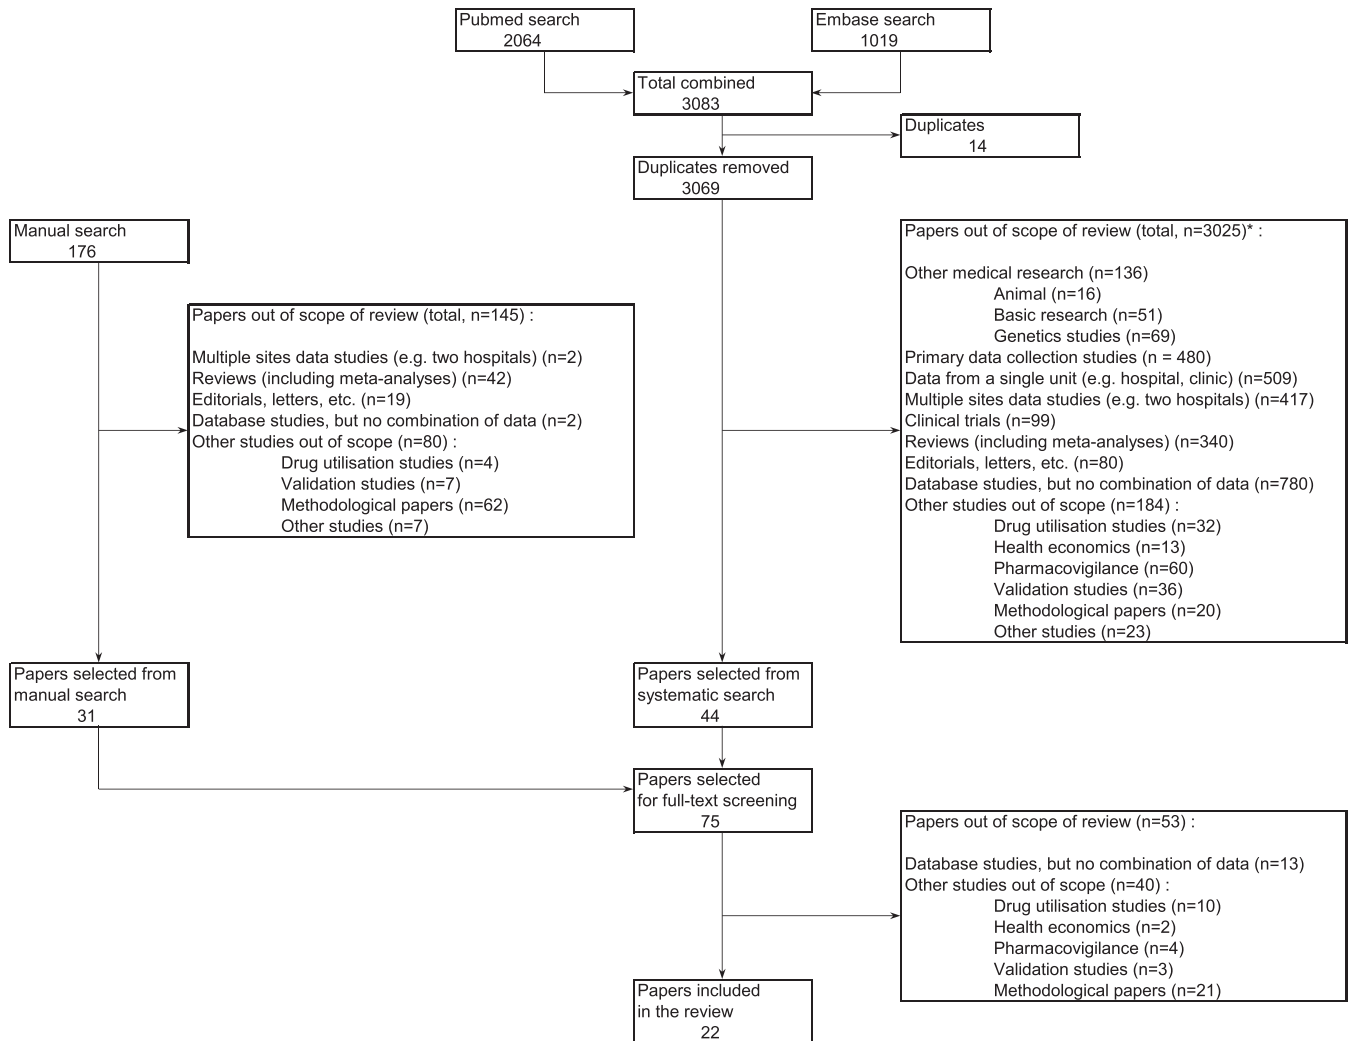 Pubmed search
2064
Embase search
1019
Total combined
3083
Duplicates
14
Duplicates removed
3069
Manual search
176
Papers out of scope of review (total, n=145) :
Multiple sites data studies (e.g. two hospitals) (n=2)
Reviews (including meta-analyses) (n=42)
Editorials, letters, etc. (n=19)
Database studies, but no combination of data (n=2)
Other studies out of scope (n=80) :
Drug utilisation studies (n=4)
Validation studies (n=7)
Methodological papers (n=62)
Other studies (n=7)
Papers out of scope of review (total, n=3025)* :
Other medical research (n=136)
Animal (n=16)
Basic research (n=51)
Genetics studies (n=69)
Primary data collection studies (n = 480)
Data from a single unit (e.g. hospital, clinic) (n=509)
Multiple sites data studies (e.g. two hospitals) (n=417)
Clinical trials (n=99)
Reviews (including meta-analyses) (n=340)
Editorials, letters, etc. (n=80)
Database studies, but no combination of data (n=780)
Other studies out of scope (n=184) :
Drug utilisation studies (n=32)
Health economics (n=13)
Pharmacovigilance (n=60)
Validation studies (n=36)
Methodological papers (n=20)
Other studies (n=23)
Papers selected from
manual search
31
Papers selected from
systematic search
44
Papers selected
for full-text screening
75
Papers out of scope of review (n=53) :
Database studies, but no combination of data (n=13)
Other studies out of scope (n=40) :
Drug utilisation studies (n=10)
Health economics (n=2)
Pharmacovigilance (n=4)
Validation studies (n=3)
Methodological papers (n=21)
Papers included
in the review
22